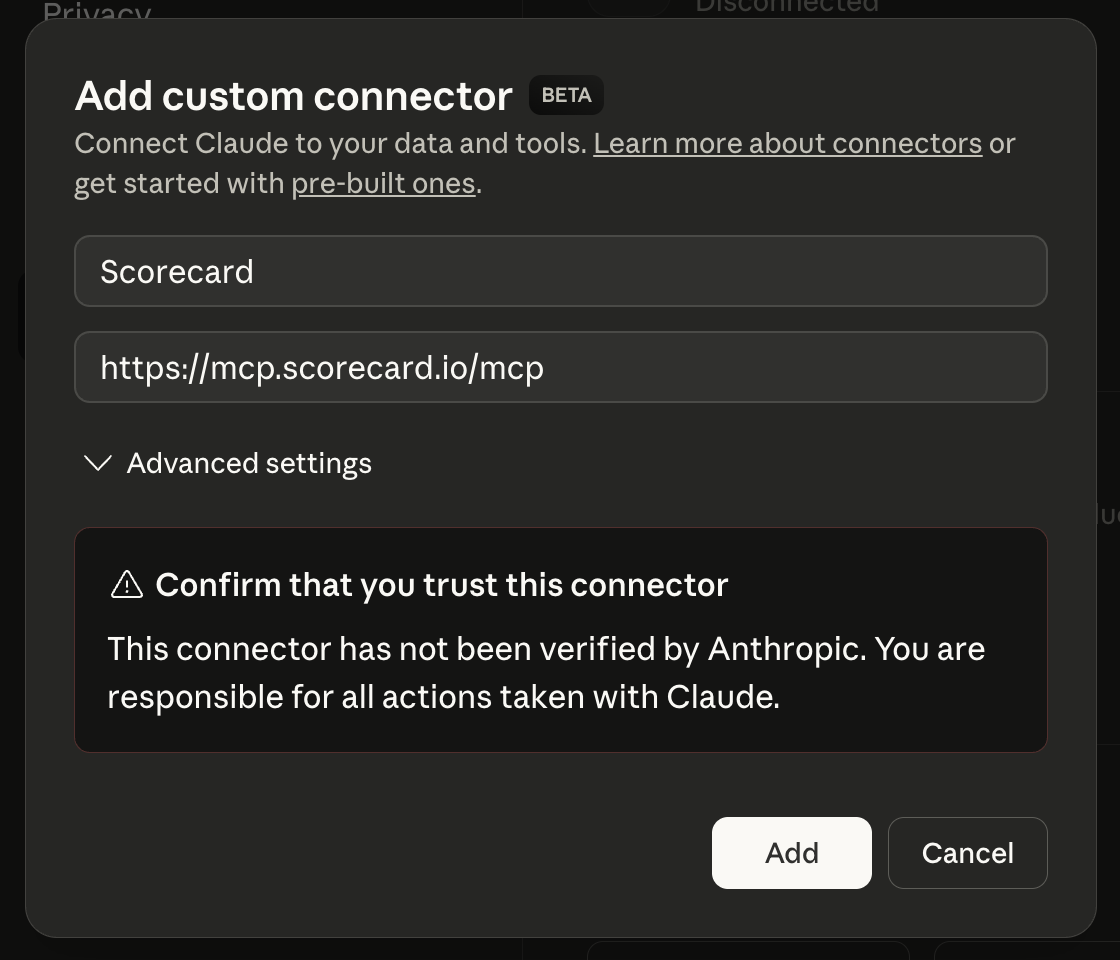 Privacy
Disconnected
Add custom connector BETA
Connect Claude to your data and tools. Learn more about connectors or
get started with pre-built ones.
Scorecard
https://mcp.scorecard.io/mcp
Advanced settings
Confirm that you trust this connector
This connector has not been verified by Anthropic. You are
responsible for all actions taken with Claude.
Add
Cancel